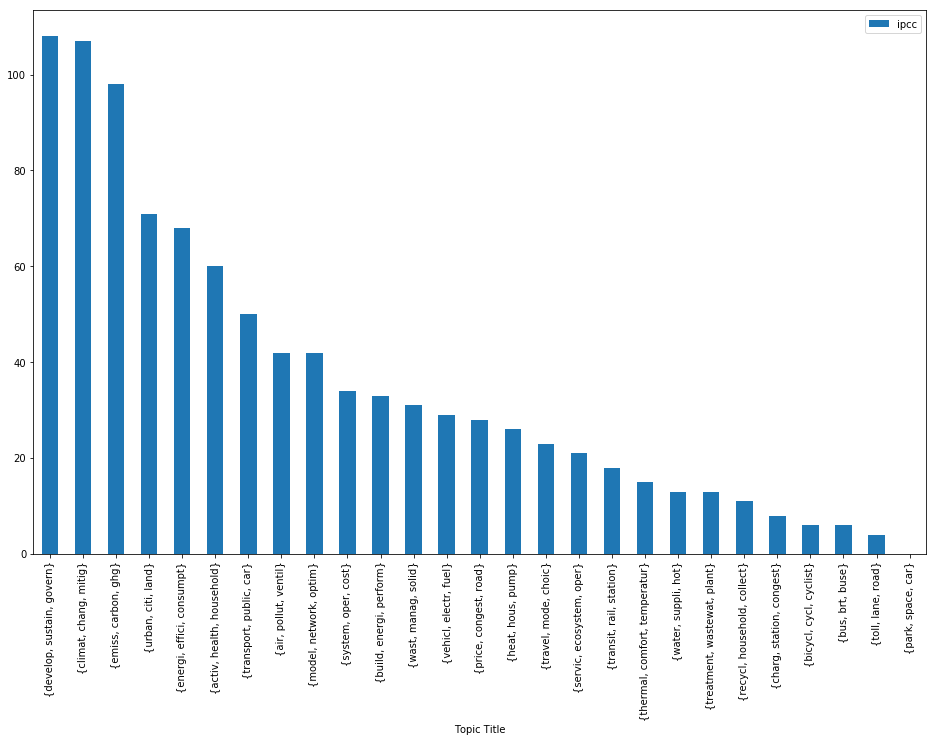 ipcc
100
80
60
40
20
0
{develop, sustain, govern}
{climat, chang, mitig}
{emiss, carbon, ghg}
{urban, citi, land}
{energi, effici, consumpt}
{activ, health, household}
{transport, public, car}
{air, pollut, ventil}
{model, network, optim}
{system, oper, cost}
{build, energi, perform}
{wast, manag, solid}
{vehicl, electr, fuel}
{price, congest, road}
{heat, hous, pump}
{travel, mode, choic}
{servic, ecosystem, oper}
{transit, rail, station}
{thermal, comfort, temperatur}
{water, suppli, hot}
{treatment, wastewat, plant}
{recycl, household, collect}
{charg, station, congest}
{bicycl, cycl, cyclist}
{bus, brt, buse}
{toll, lane, road}
{park, space, car}
Topic Title